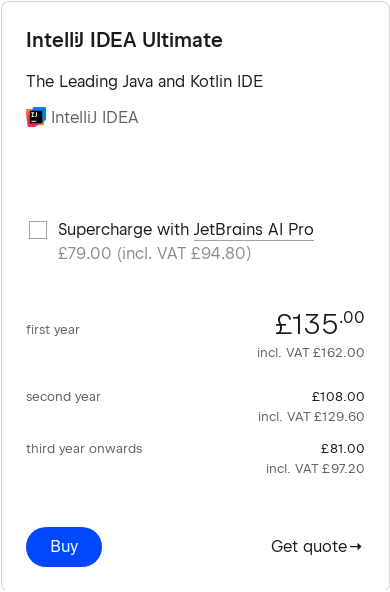 IntelliJ IDEA Ultimate
The Leading Java and Kotlin IDE
IJ IntelliJ IDEA
Supercharge with JetBrains AI Pro
£79.00 (incl. VAT £94.80)
first year £135.00
incl. VAT £162.00
second year £108.00
incl. VAT £129.60
third year onwards £81.00
incl. VAT £97.20
Buy Get quote→